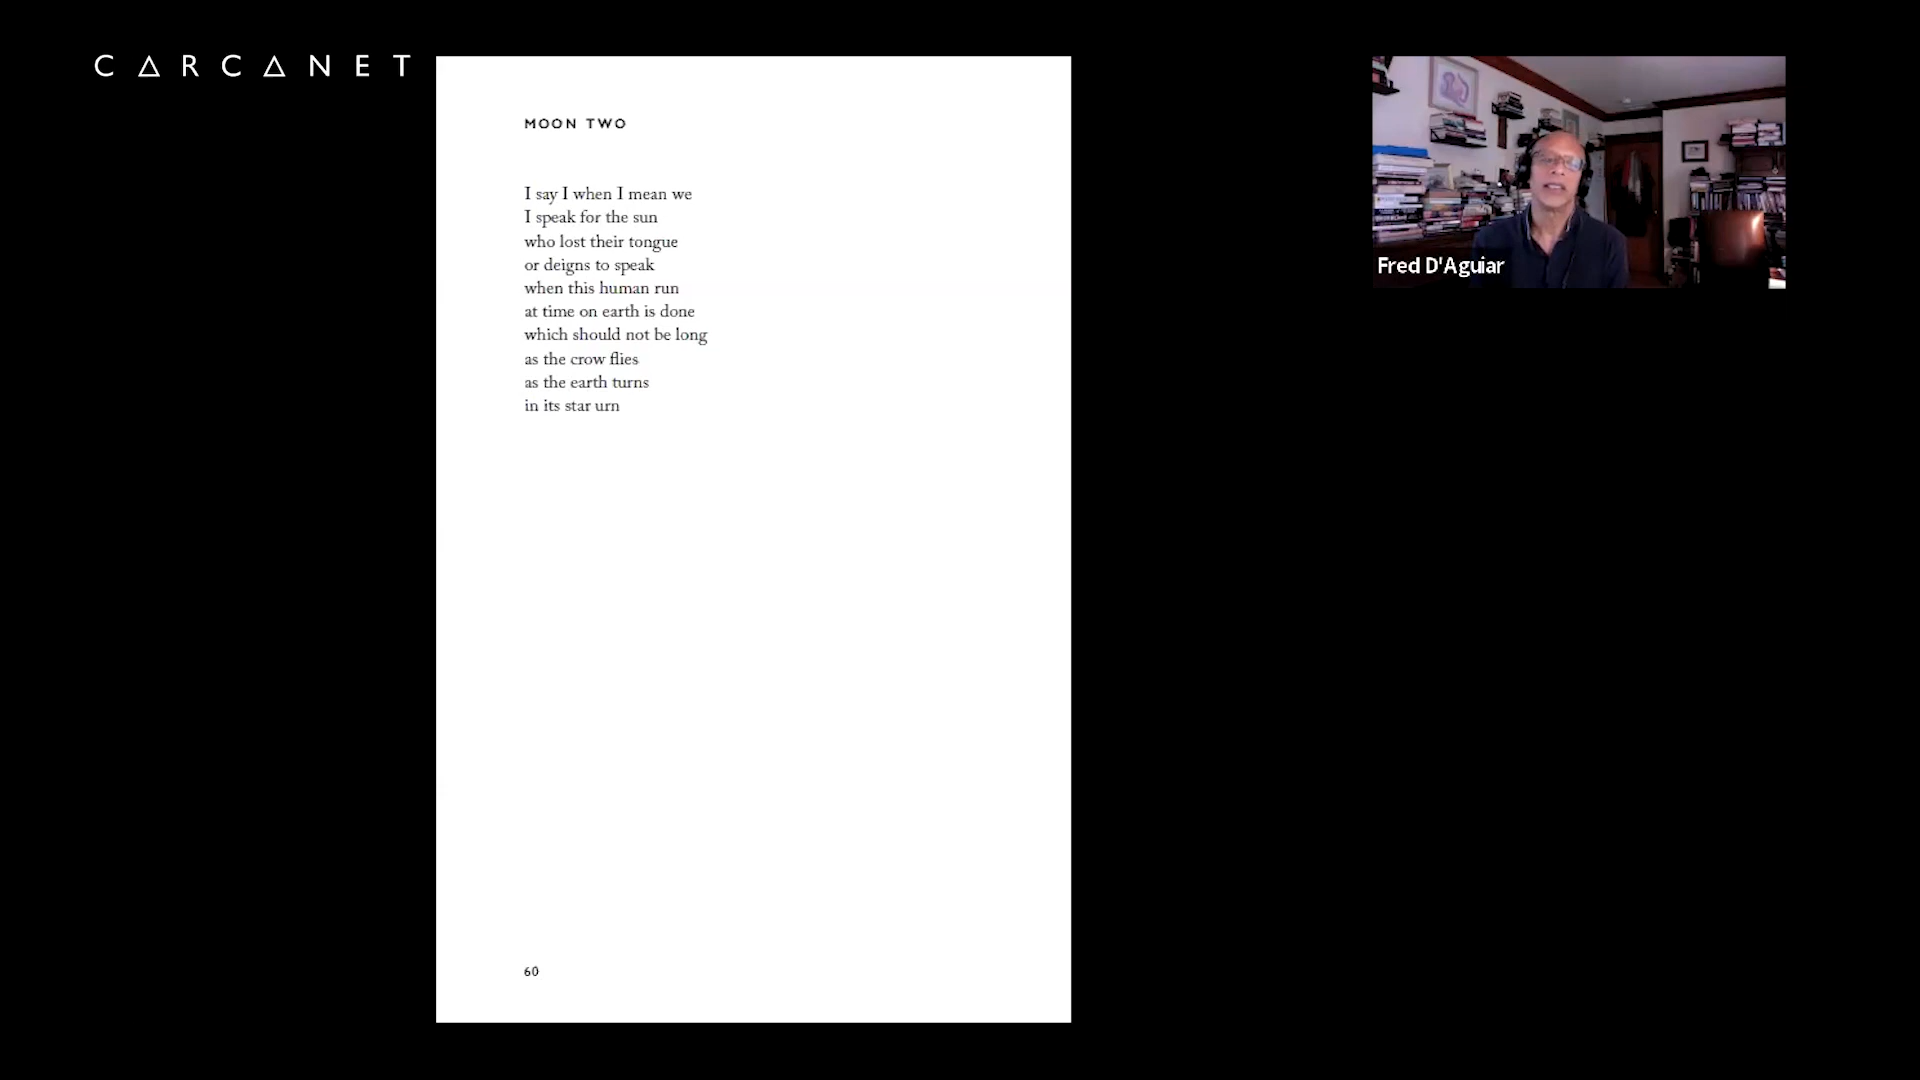 CARCANET
MOON TWO
I say I when I mean we
I speak for the sun
who lost their tongue
or deigns to speak
when this human run
at time on earth is done
which should not be long
as the crow flies
as the earth turns
in its star urn
60
Fred D'Aguiar